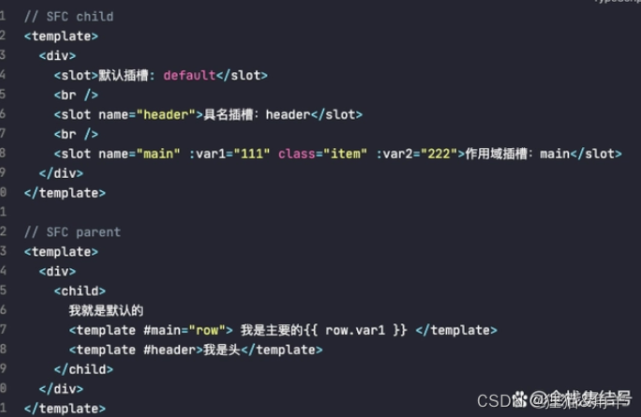 1 // SFC child
2 <template>
3   <div>
4     <slot>默认插槽: default</slot>
5     <br />
6     <slot name="header">具名插槽：header</slot>
7     <br />
8     <slot name="main" :var1="111" class="item" :var2="222">作用域插槽：main</slot>
9   </div>
0 </template>
1
2 // SFC parent
3 <template>
4   <div>
5     <child>
6       我就是默认的
7       <template #main="row"> 我是主要的{{ row.var1 }} </template>
8       <template #header>我是头</template>
9     </child>
0   </div>
1 </template>
CSD @全栈集结号